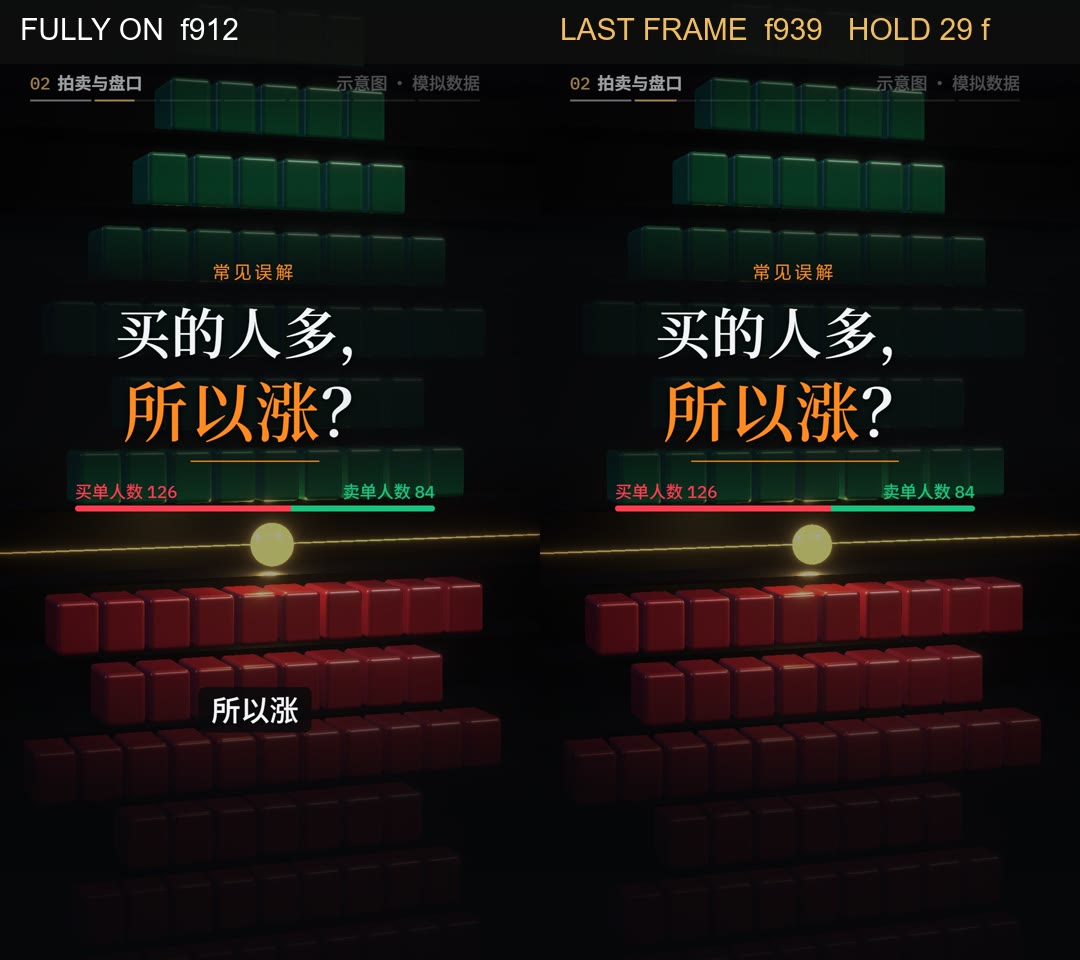 FULLY ON f912
02 拍卖与盘口
示意图 · 模拟数据
常见误解
买的人多，
所以涨？
买单人数 126
卖单人数 84
所以涨
LAST FRAME f939 HOLD 29 f
02 拍卖与盘口
示意图 · 模拟数据
常见误解
买的人多，
所以涨？
买单人数 126
卖单人数 84